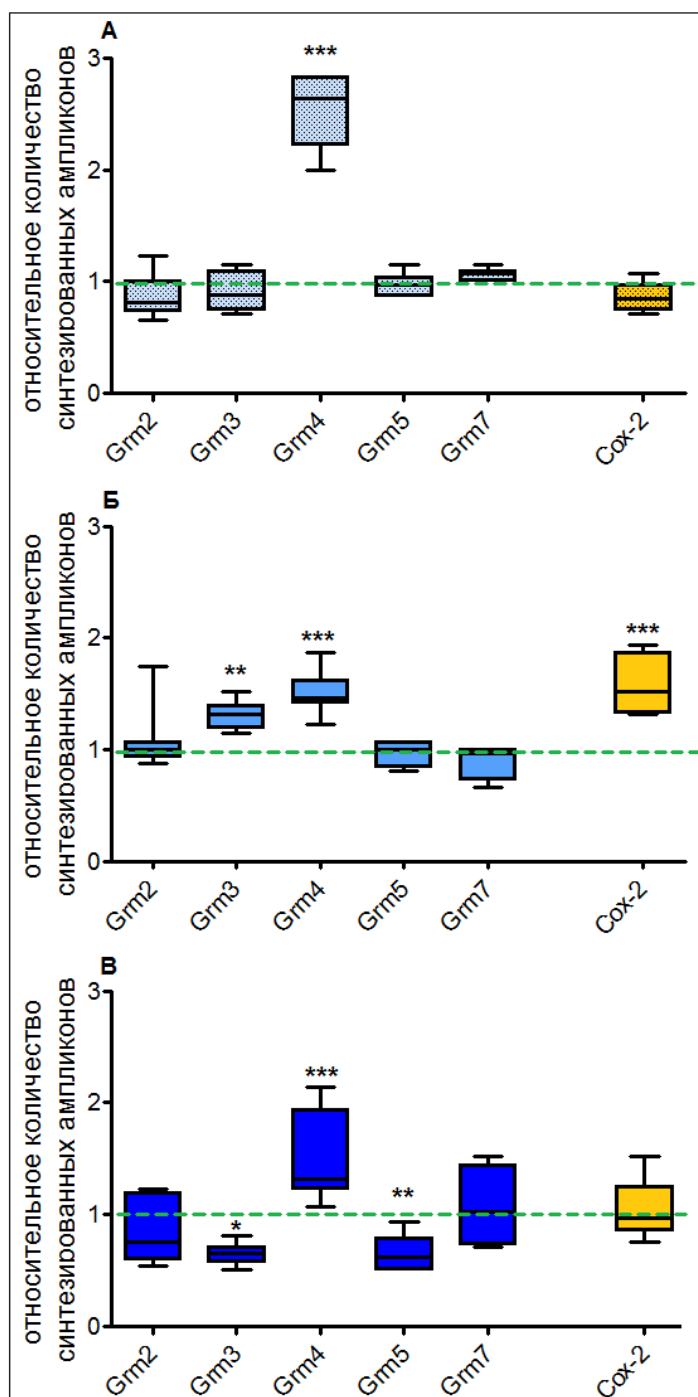 А
относительное количество
синтезированных ампликонов
3
2
1
0
***
Grm2
Grm3
Grm4
Grm5
Grm7
Cox-2
Б
относительное количество
синтезированных ампликонов
3
2
1
0
**
***
***
Grm2
Grm3
Grm4
Grm5
Grm7
Cox-2
В
относительное количество
синтезированных ампликонов
3
2
1
0
*
***
**
Grm2
Grm3
Grm4
Grm5
Grm7
Cox-2